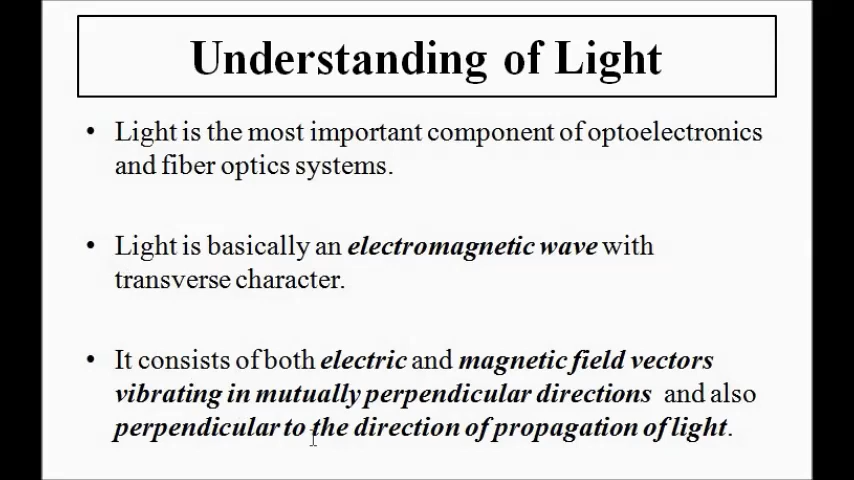 Understanding of Light
• Light is the most important component of optoelectronics
and fiber optics systems.
• Light is basically an electromagnetic wave with
transverse character.
• It consists of both electric and magnetic field vectors
vibrating in mutually perpendicular directions and also
perpendicular to the direction of propagation of light.